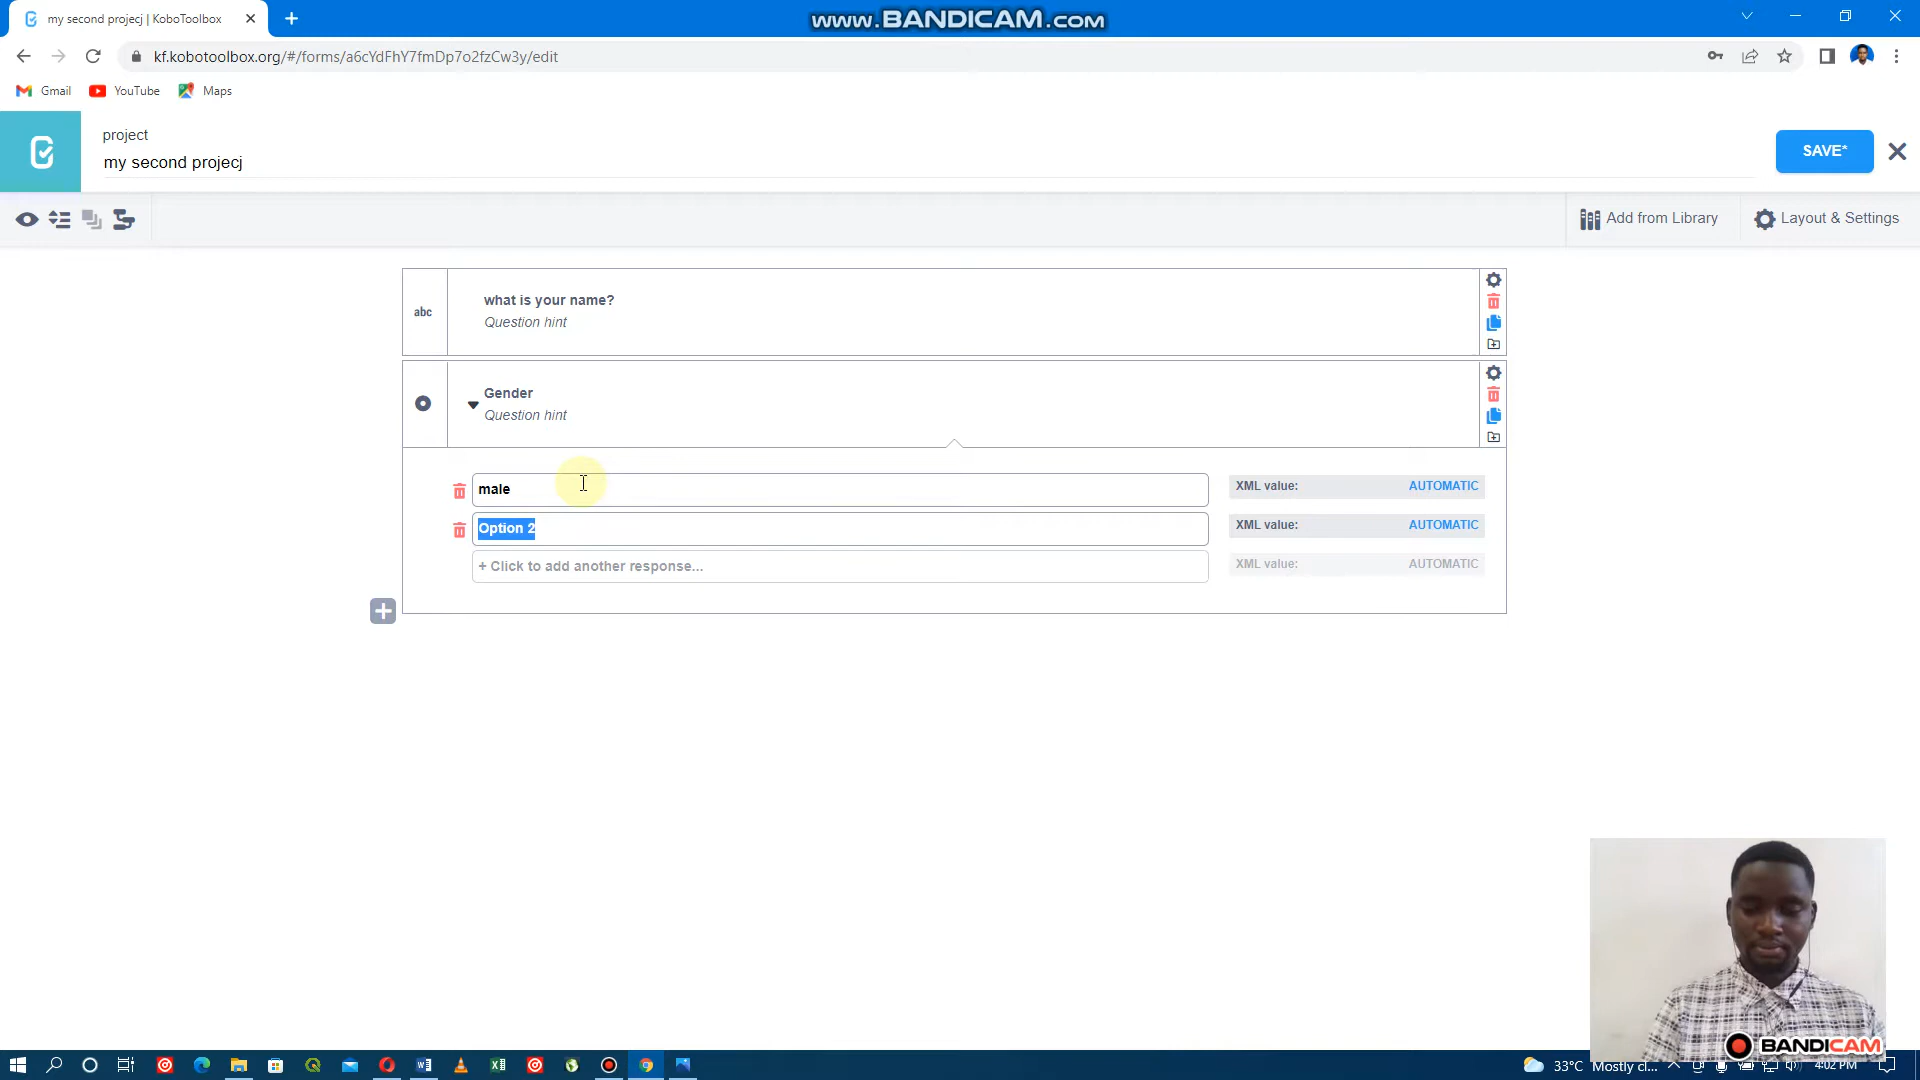 my second projecj | KoboToolbox
WWW.BANDICAM.COM
kf.kobotoolbox.org/#/forms/a6cYdFhY7fmDp7o2fzCw3y/edit
Gmail
YouTube
Maps
project
my second projecj
SAVE*
Add from Library
Layout & Settings
abc
what is your name?
Question hint
Gender
Question hint
male
XML value:
AUTOMATIC
Option 2
XML value:
AUTOMATIC
+ Click to add another response...
XML value:
AUTOMATIC
BANDICAM
33°C Mostly cl...
4:02 PM